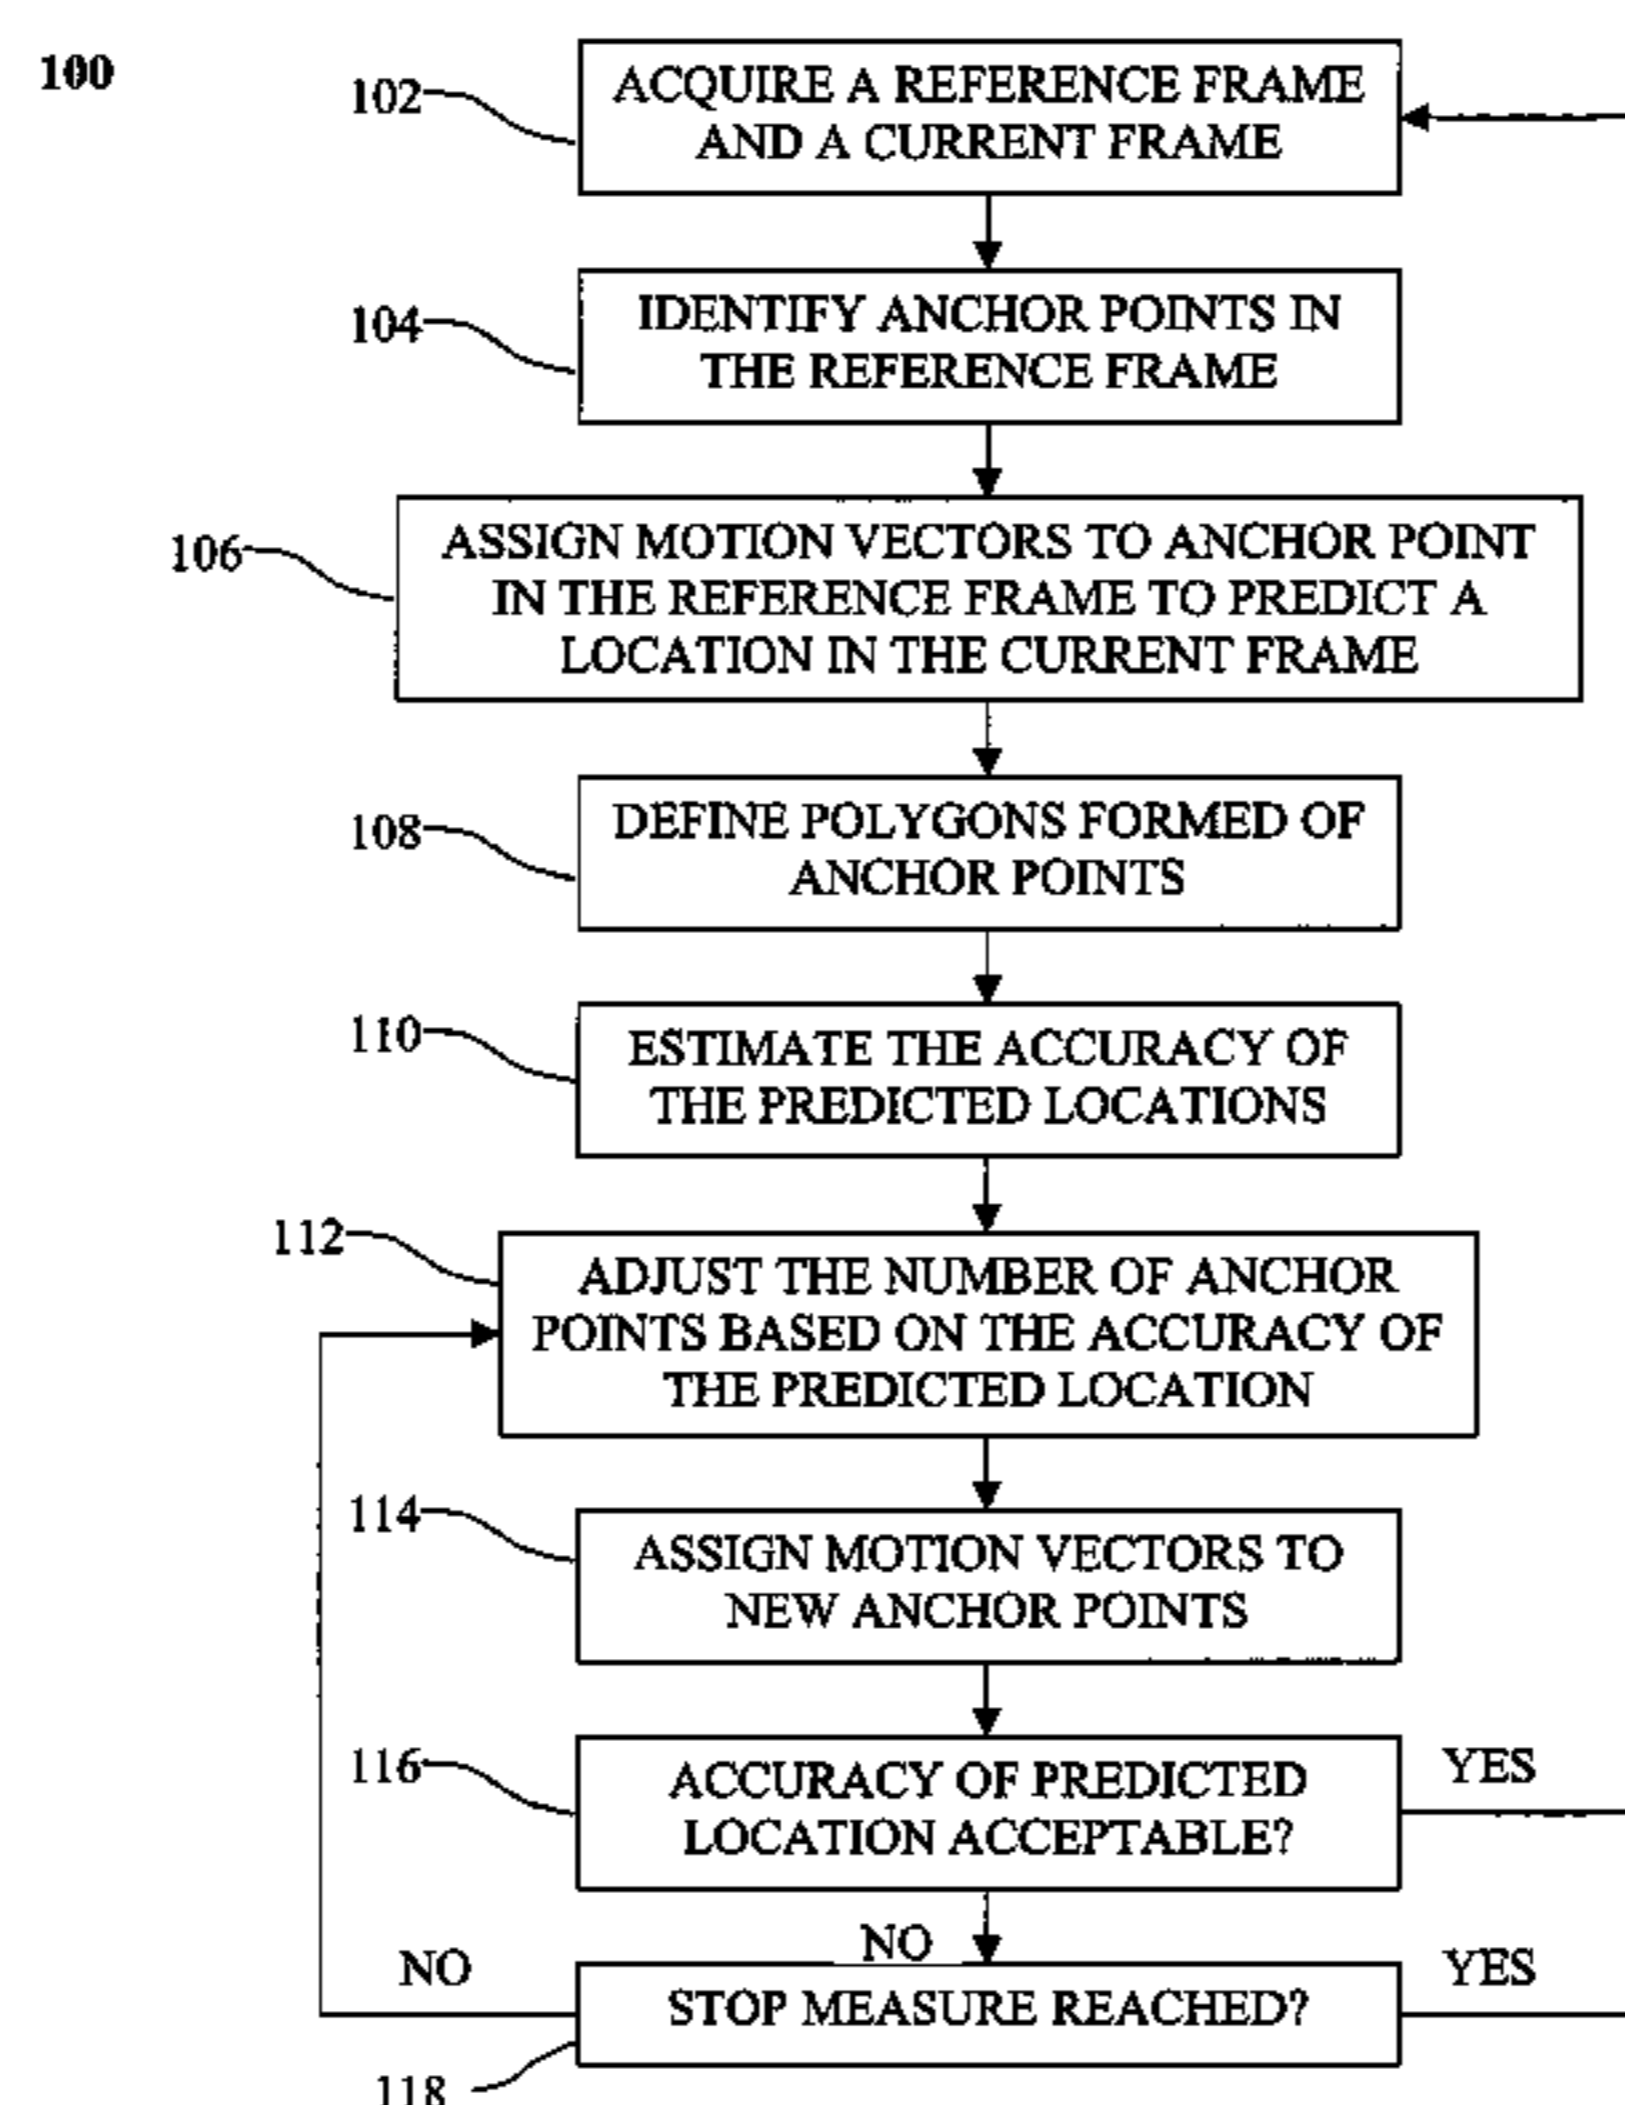 100
102
ACQUIRE A REFERENCE FRAME
AND A CURRENT FRAME
104
IDENTIFY ANCHOR POINTS IN
THE REFERENCE FRAME
106
ASSIGN MOTION VECTORS TO ANCHOR POINT
IN THE REFERENCE FRAME TO PREDICT A
LOCATION IN THE CURRENT FRAME
108
DEFINE POLYGONS FORMED OF
ANCHOR POINTS
110
ESTIMATE THE ACCURACY OF
THE PREDICTED LOCATIONS
112
ADJUST THE NUMBER OF ANCHOR
POINTS BASED ON THE ACCURACY OF
THE PREDICTED LOCATION
114
ASSIGN MOTION VECTORS TO
NEW ANCHOR POINTS
116
ACCURACY OF PREDICTED
LOCATION ACCEPTABLE?
YES
NO
NO
STOP MEASURE REACHED?
YES
118